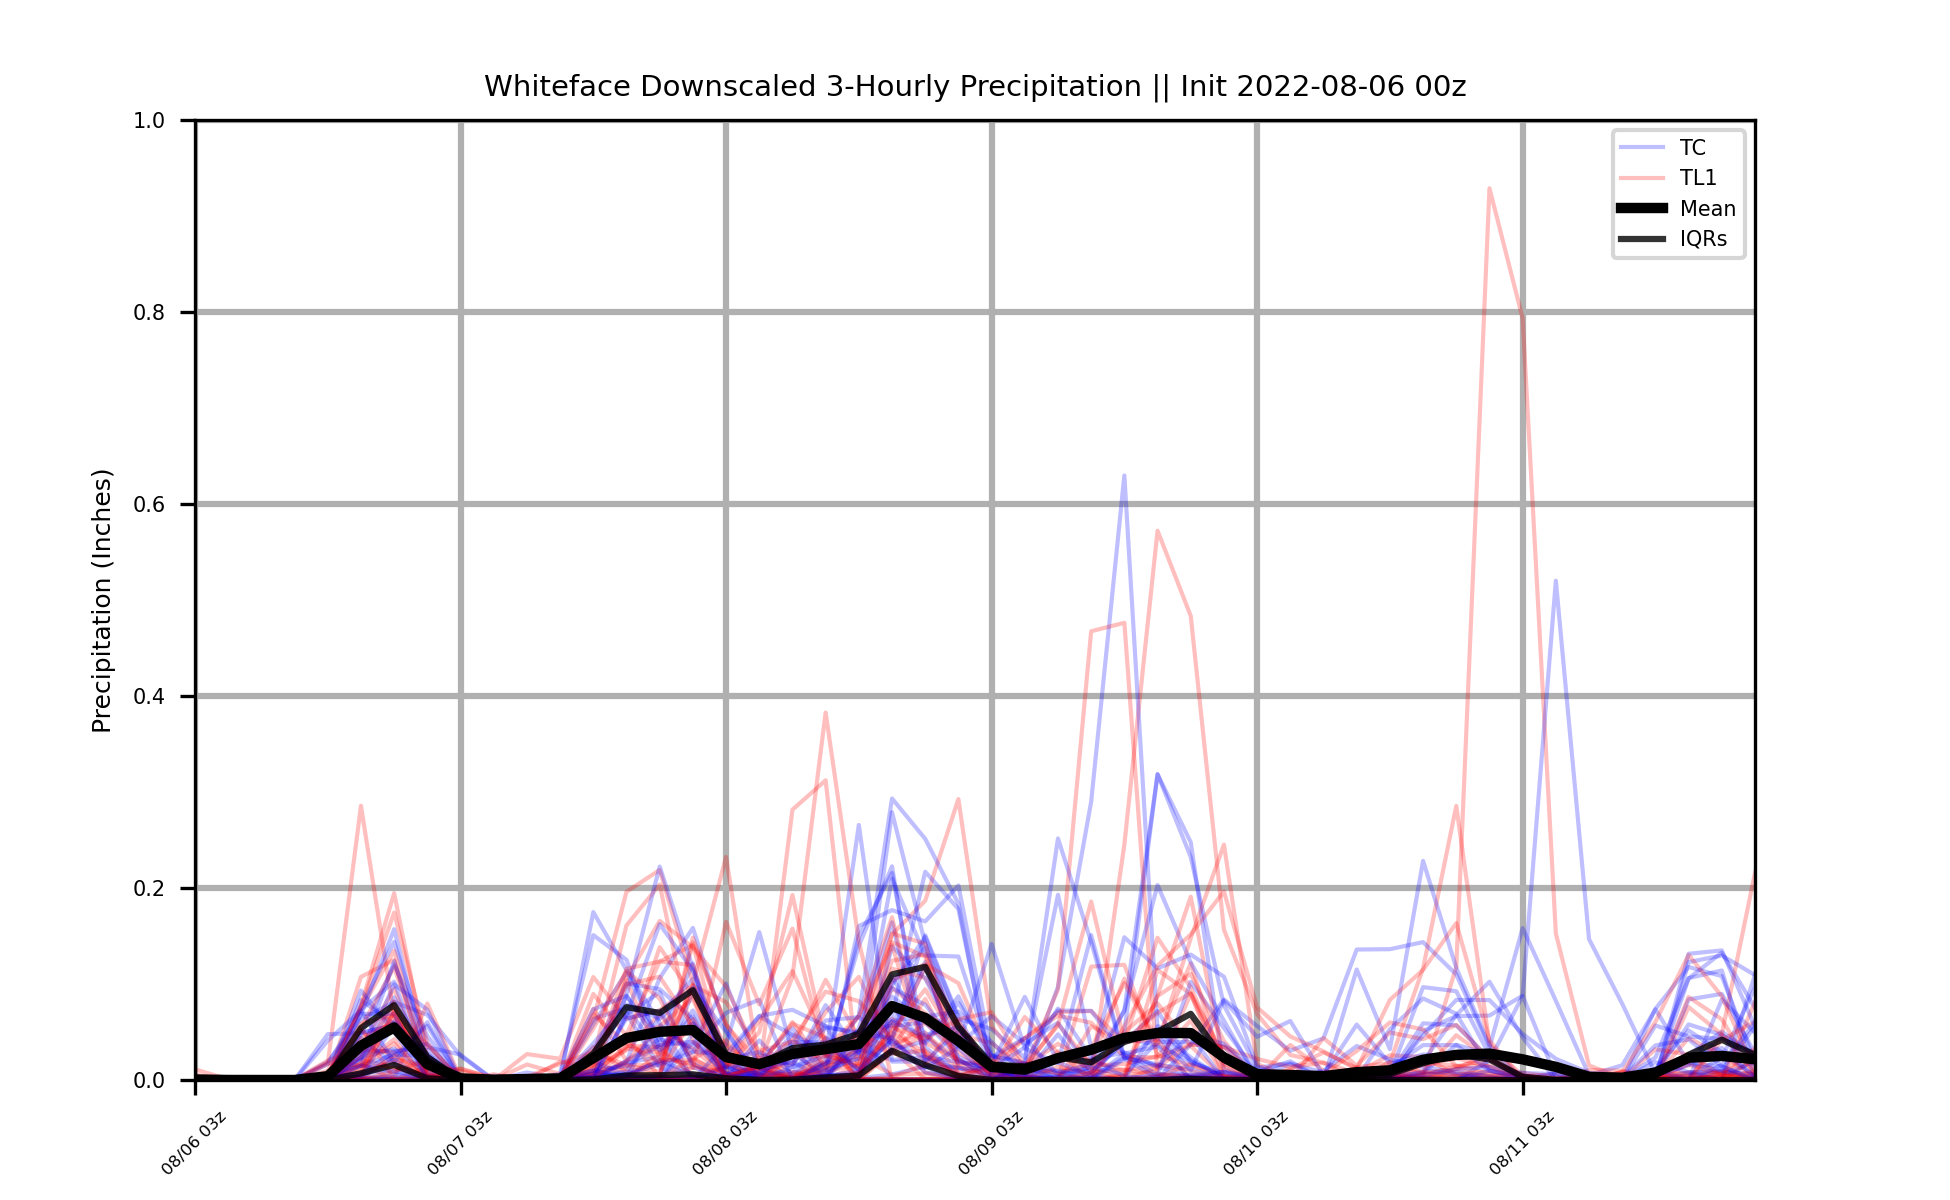 Whiteface Downscaled 3-Hourly Precipitation || Init 2022-08-06 00z
TC
TL1
Mean
IQRs
Precipitation (Inches)
1.0
0.8
0.6
0.4
0.2
0.0
08/06 03z
08/07 03z
08/08 03z
08/09 03z
08/10 03z
08/11 03z